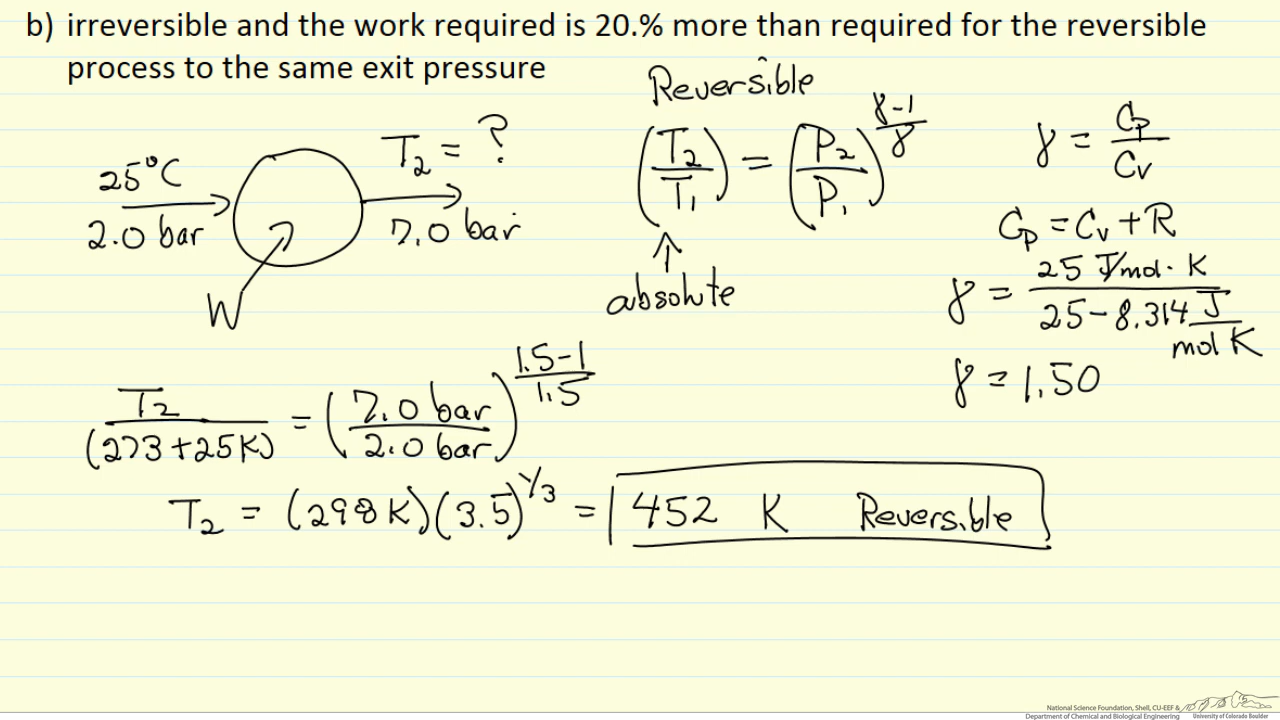 b) irreversible and the work required is 20.% more than required for the reversible
process to the same exit pressure
Reversible
25°C
2.0 bar
W
T₂ = ?
7.0 bar
(T₂/T₁) = (P₂/P₁)^((γ-1)/γ)
↑
absolute
γ = Cp/Cv
Cp = Cv + R
γ = (25 J/mol·K)/(25-8.314 J/mol K)
γ = 1.50
T₂/(273+25K) = (7.0 bar/2.0 bar)^((1.5-1)/1.5)
T₂ = (298K)(3.5)^(1/3) = 452 K Reversible
National Science Foundation, Shell, CU-EEF &
Department of Chemical and Biological Engineering University of Colorado Boulder